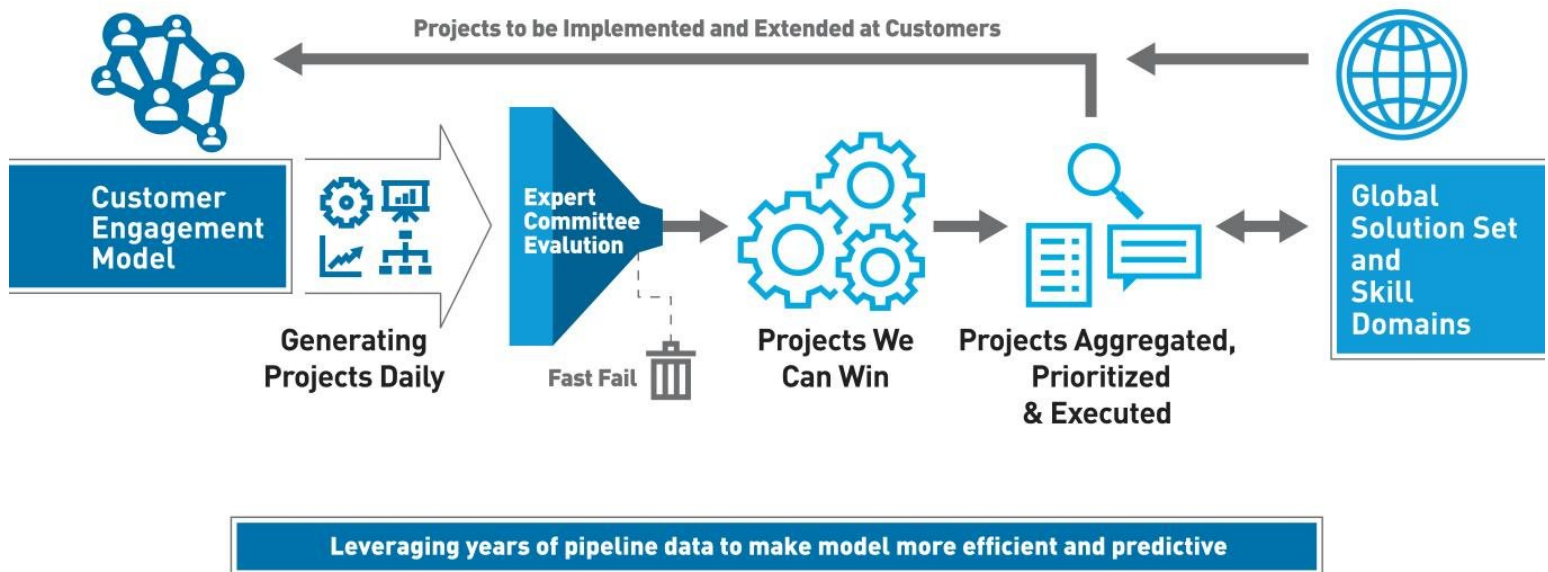 Projects to be Implemented and Extended at Customers
Customer
Engagement
Model
Generating
Projects Daily
Expert
Committee
Evalution
Fast Fail
Projects We
Can Win
Projects Aggregated,
Prioritized
& Executed
Global
Solution Set
and
Skill
Domains
Leveraging years of pipeline data to make model more efficient and predictive